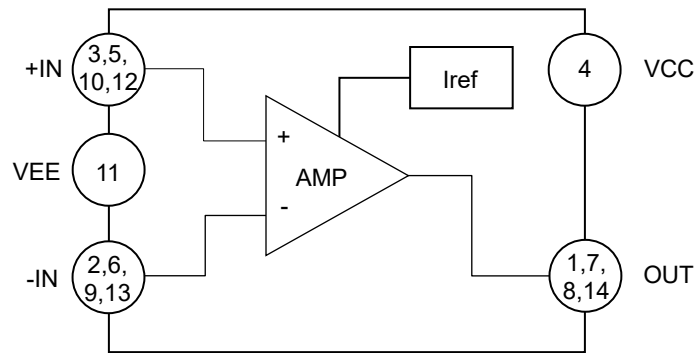 +IN
3,5,
10,12
Iref
4
VCC
+
AMP
-
VEE
11
-IN
2,6,
9,13
1,7,
8,14
OUT